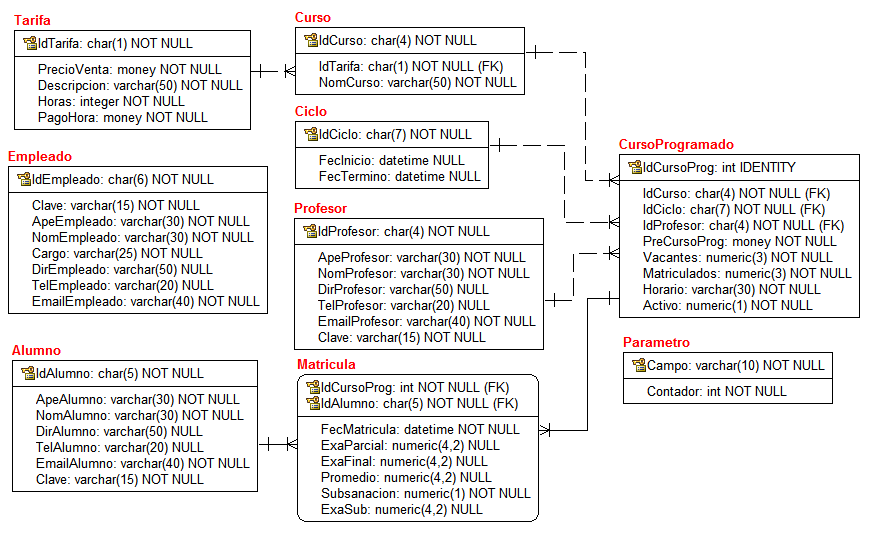 Tarifa
IdTarifa: char(1) NOT NULL
PrecioVenta: money NOT NULL
Descripcion: varchar(50) NOT NULL
Horas: integer NOT NULL
PagoHora: money NOT NULL
Curso
IdCurso: char(4) NOT NULL
IdTarifa: char(1) NOT NULL (FK)
NomCurso: varchar(50) NOT NULL
Ciclo
IdCiclo: char(7) NOT NULL
FecInicio: datetime NULL
FecTermino: datetime NULL
CursoProgramado
IdCursoProg: int IDENTITY
IdCurso: char(4) NOT NULL (FK)
IdCiclo: char(7) NOT NULL (FK)
IdProfesor: char(4) NOT NULL (FK)
PreCursoProg: money NOT NULL
Vacantes: numeric(3) NOT NULL
Matriculados: numeric(3) NOT NULL
Horario: varchar(30) NOT NULL
Activo: numeric(1) NOT NULL
Empleado
IdEmpleado: char(6) NOT NULL
Clave: varchar(15) NOT NULL
ApeEmpleado: varchar(30) NOT NULL
NomEmpleado: varchar(30) NOT NULL
Cargo: varchar(25) NOT NULL
DirEmpleado: varchar(50) NULL
TelEmpleado: varchar(20) NULL
EmailEmpleado: varchar(40) NOT NULL
Profesor
IdProfesor: char(4) NOT NULL
ApeProfesor: varchar(30) NOT NULL
NomProfesor: varchar(30) NOT NULL
DirProfesor: varchar(50) NULL
TelProfesor: varchar(20) NULL
EmailProfesor: varchar(40) NOT NULL
Clave: varchar(15) NOT NULL
Alumno
IdAlumno: char(5) NOT NULL
ApeAlumno: varchar(30) NOT NULL
NomAlumno: varchar(30) NOT NULL
DirAlumno: varchar(50) NULL
TelAlumno: varchar(20) NULL
EmailAlumno: varchar(40) NOT NULL
Clave: varchar(15) NOT NULL
Matricula
IdCursoProg: int NOT NULL (FK)
IdAlumno: char(5) NOT NULL (FK)
FecMatricula: datetime NOT NULL
ExaParcial: numeric(4,2) NULL
ExaFinal: numeric(4,2) NULL
Promedio: numeric(4,2) NULL
Subsanacion: numeric(1) NOT NULL
ExaSub: numeric(4,2) NULL
Parametro
Campo: varchar(10) NOT NULL
Contador: int NOT NULL